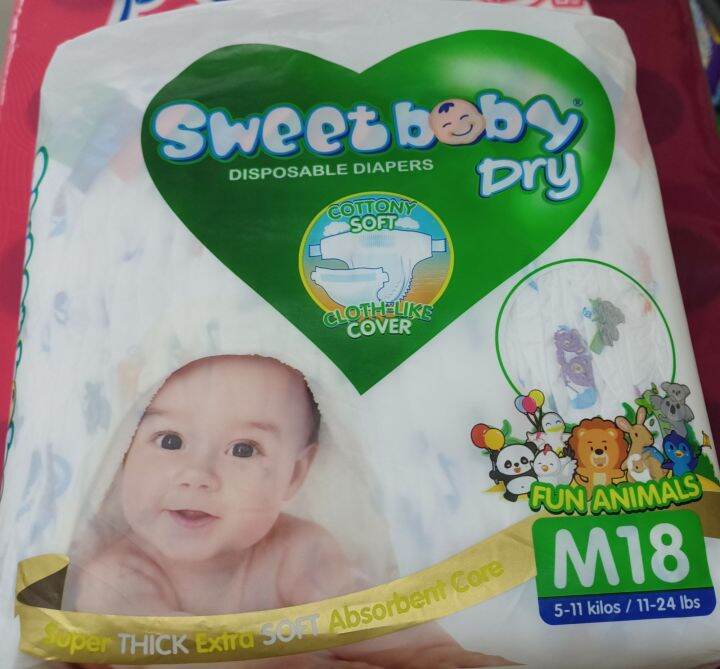 Sweetbaby®
DISPOSABLE DIAPERS
Dry
COTTONY
SOFT
CLOTH-LIKE
COVER
FUN ANIMALS
M18
5-11 kilos / 11-24 lbs
Super THICK Extra SOFT Absorbent Core